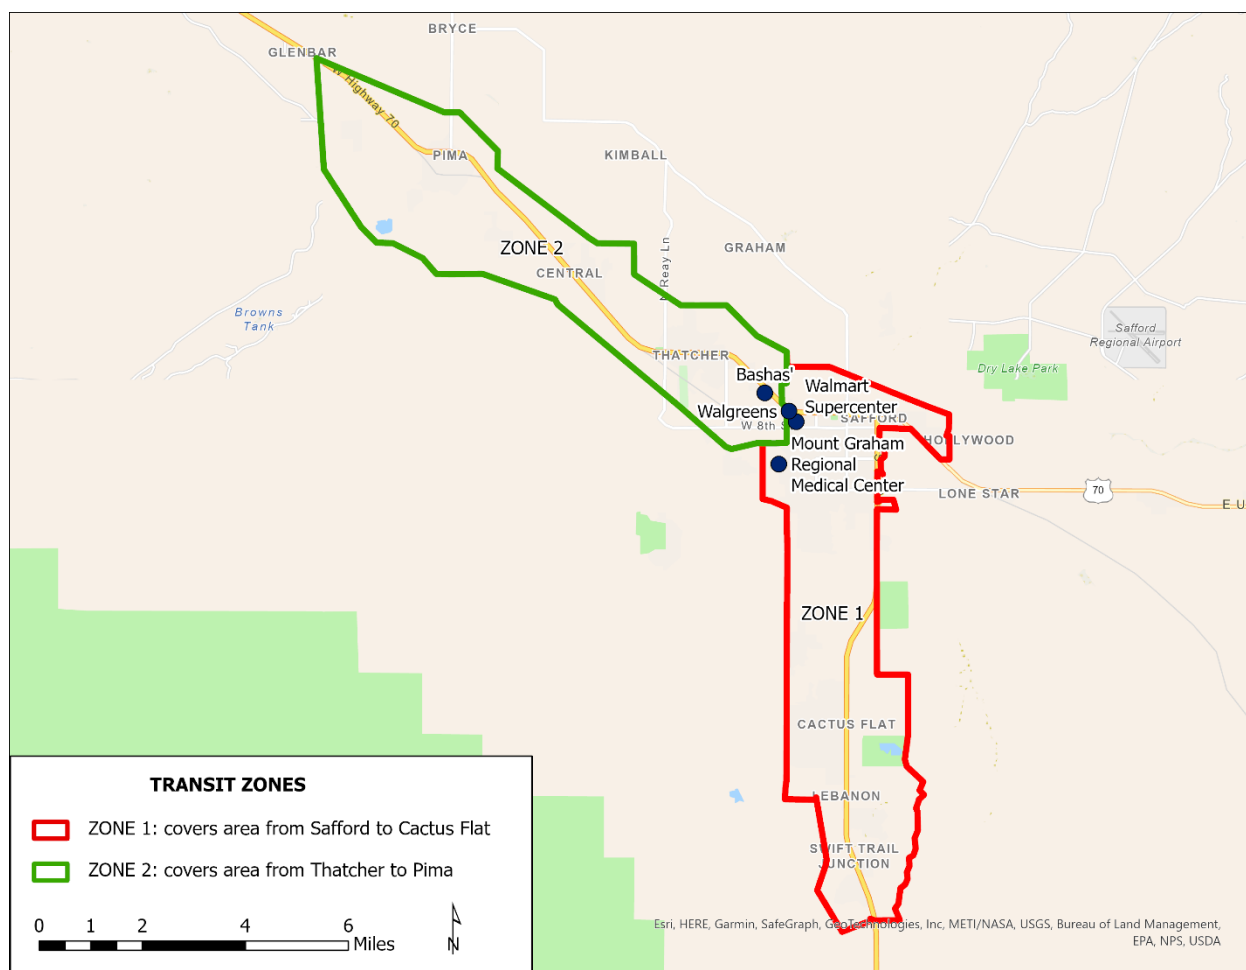 BRYCE
GLENBAR
W Highway 70
PIMA
KIMBALL
ZONE 2
GRAHAM
N Reay Ln
CENTRAL
Browns
Tank
Safford
Regional Airport
THATCHER
Dry Lake Park
Bashas'
Walmart
Supercenter
Walgreens
SAFFORD
W 8th S
HOLLYWOOD
Mount Graham
Regional
Medical Center
LONE STAR
70
E U
ZONE 1
CACTUS FLAT
LEBANON
SWIFT TRAIL
JUNCTION
TRANSIT ZONES
ZONE 1: covers area from Safford to Cactus Flat
ZONE 2: covers area from Thatcher to Pima
0 1 2 4 6
Miles
N
Esri, HERE, Garmin, SafeGraph, GeoTechnologies, Inc, METI/NASA, USGS, Bureau of Land Management,
EPA, NPS, USDA